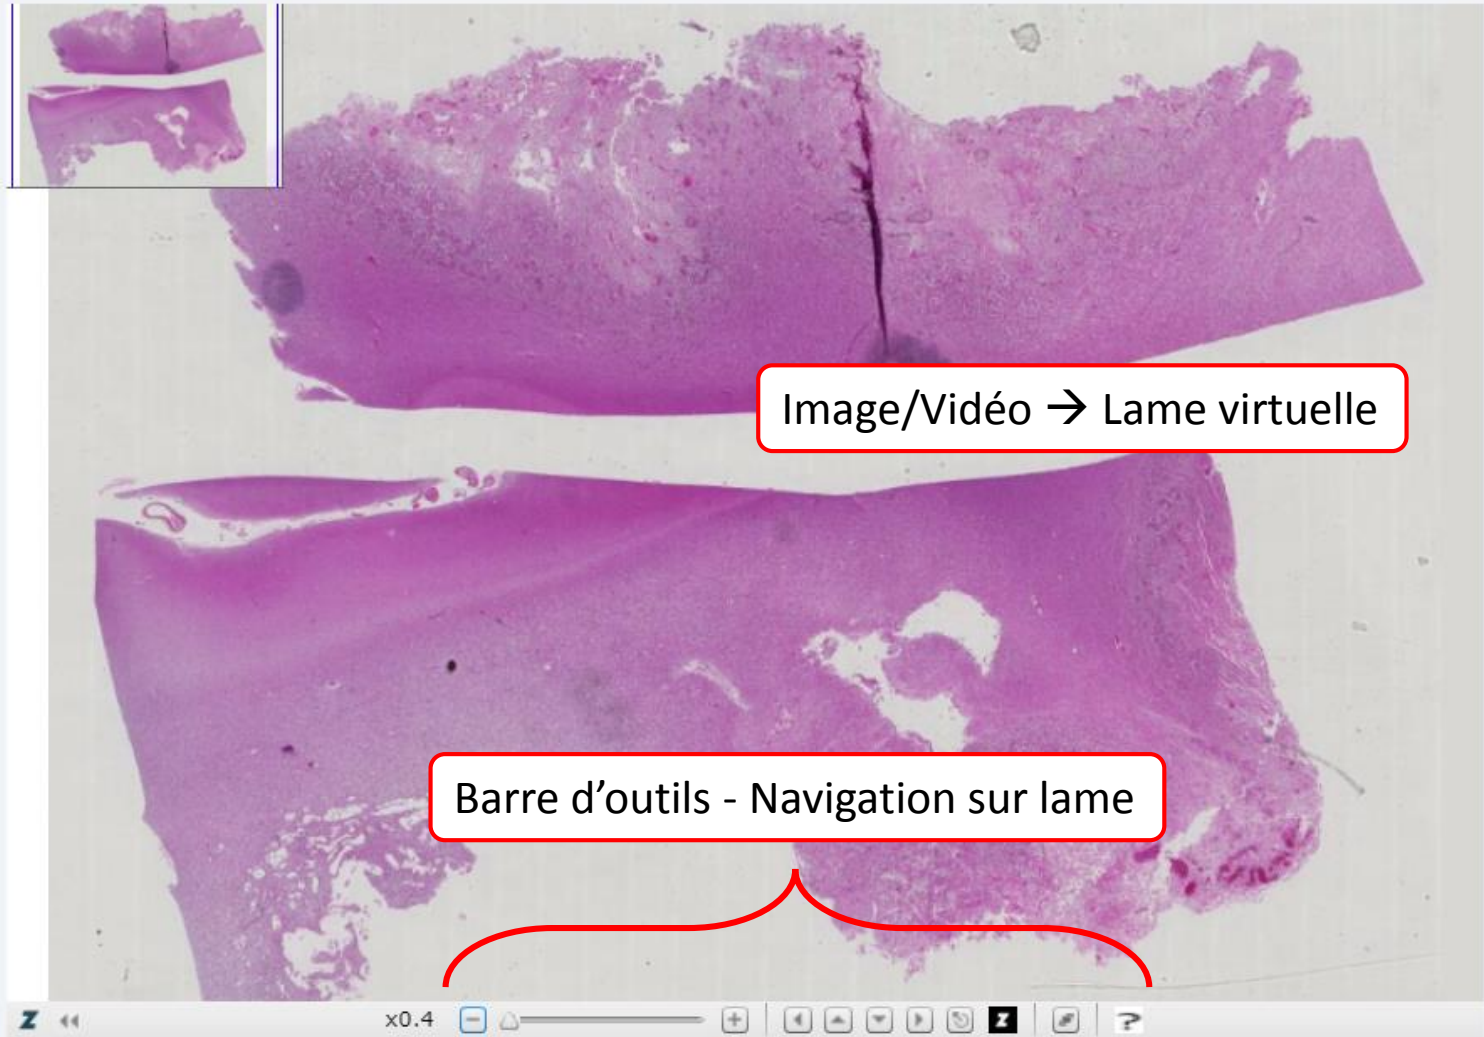 Image/Vidéo → Lame virtuelle
Barre d’outils - Navigation sur lame
Z x0.4 Z ?